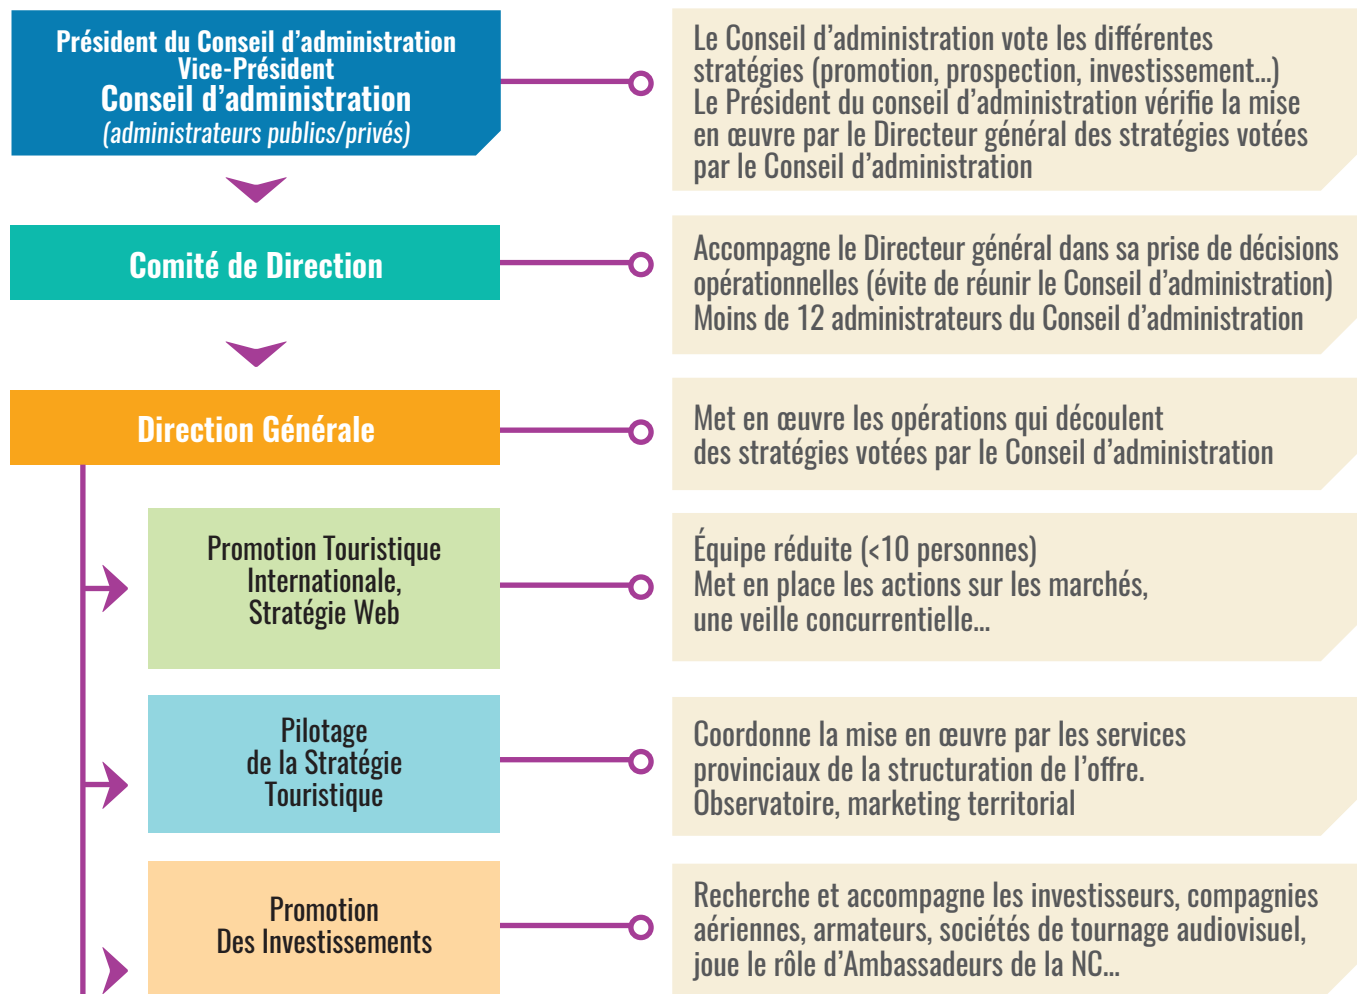 Président du Conseil d’administration
Vice-Président
Conseil d’administration
(administrateurs publics/privés)
Le Conseil d’administration vote les différentes
stratégies (promotion, prospection, investissement...)
Le Président du conseil d’administration vérifie la mise
en œuvre par le Directeur général des stratégies votées
par le Conseil d’administration
Comité de Direction
Accompagne le Directeur général dans sa prise de décisions
opérationnelles (évite de réunir le Conseil d’administration)
Moins de 12 administrateurs du Conseil d’administration
Direction Générale
Met en œuvre les opérations qui découlent
des stratégies votées par le Conseil d’administration
Promotion Touristique
Internationale,
Stratégie Web
Équipe réduite (<10 personnes)
Met en place les actions sur les marchés,
une veille concurrentielle...
Pilotage
de la Stratégie
Touristique
Coordonne la mise en œuvre par les services
provinciaux de la structuration de l’offre.
Observatoire, marketing territorial
Promotion
Des Investissements
Recherche et accompagne les investisseurs, compagnies
aériennes, armateurs, sociétés de tournage audiovisuel,
joue le rôle d’Ambassadeurs de la NC...